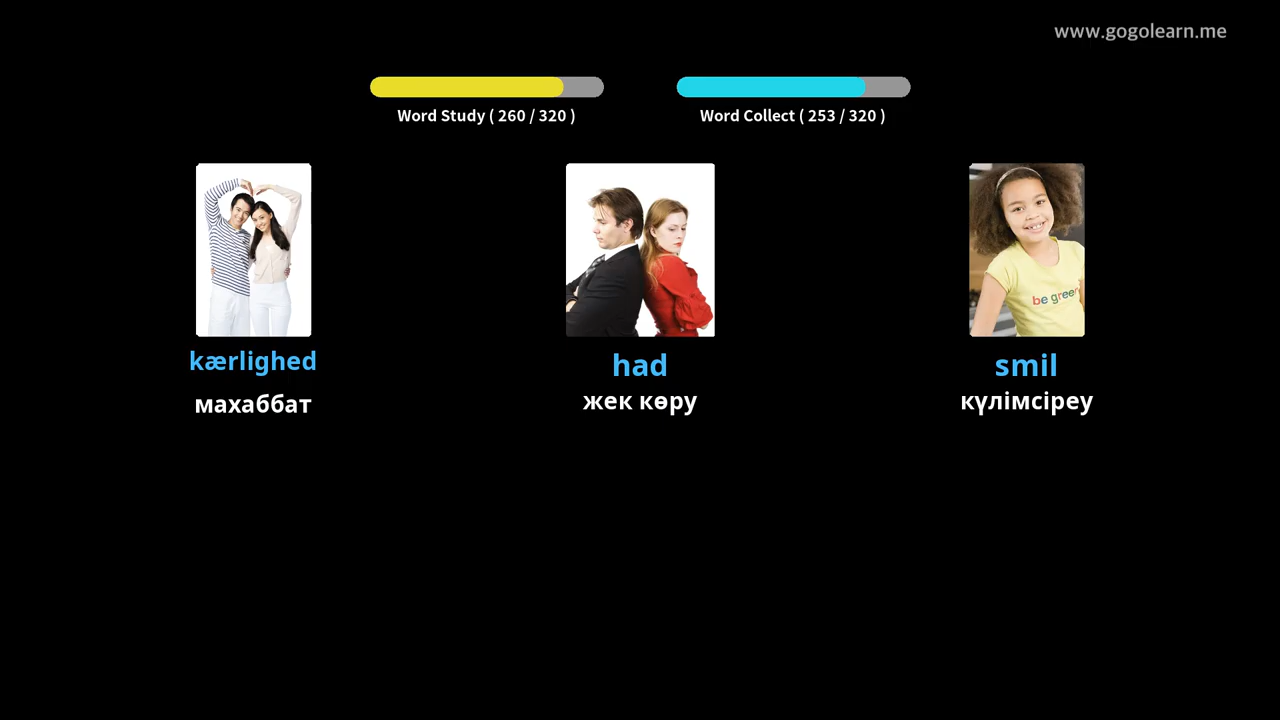 www.gogolearn.me
Word Study ( 260 / 320 )
Word Collect ( 253 / 320 )
be green
kærlighed
had
smil
махаббат
жек көру
күлімсіреу